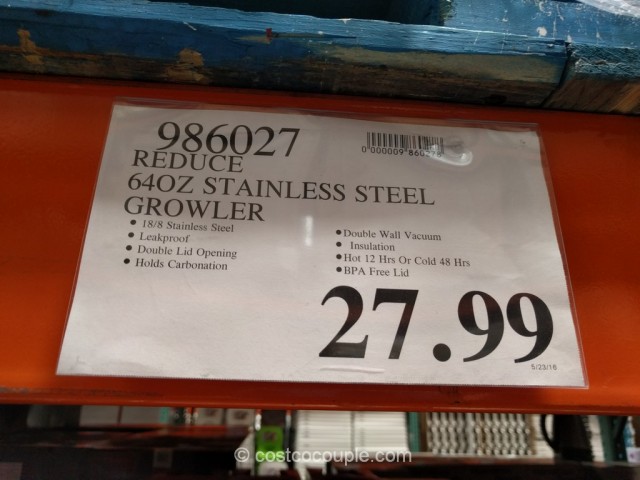 986027
REDUCE
64OZ STAINLESS STEEL
GROWLER
• 18/8 Stainless Steel
• Leakproof
• Double Lid Opening
• Holds Carbonation
•Double Wall Vacuum
• Insulation
•Hot 12 Hrs Or Cold 48 Hrs
•BPA Free Lid
27.99
5/23/16
© costcocouple.com